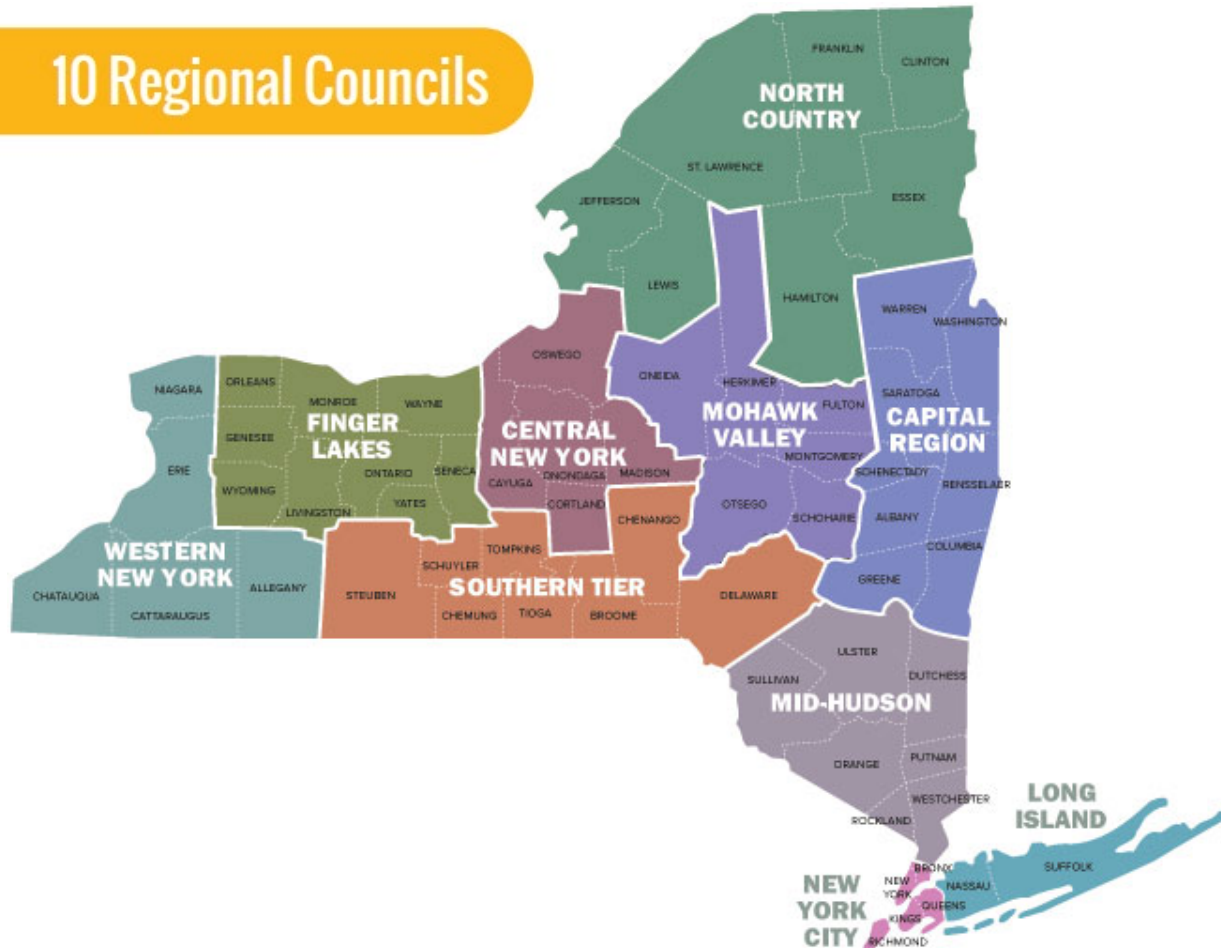 10 Regional Councils
FRANKLIN
CLINTON
NORTH
COUNTRY
ST. LAWRENCE
JEFFERSON
ESSEX
LEWIS
HAMILTON
WARREN
WASHINGTON
OSWEGO
ONEIDA
HERKIMER
FULTON
SARATOGA
MOHAWK
VALLEY
CAPITAL
REGION
MONTGOMERY
SCHENECTADY
RENSSELAER
OTSEGO
SCHOHARIE
ALBANY
COLUMBIA
GREENE
NIAGARA
ORLEANS
MONROE
WAYNE
FINGER
LAKES
GENESEE
ERIE
WYOMING
ONTARIO
SENECA
LIVINGSTON
YATES
CENTRAL
NEW YORK
CAYUGA
ONONDAGA
MADISON
CORTLAND
CHENANGO
WESTERN
NEW YORK
CHATAUQUA
CATTARAUGUS
ALLEGANY
TOMPKINS
SCHUYLER
SOUTHERN TIER
STEUBEN
CHEMUNG
TIOGA
BROOME
DELAWARE
ULSTER
SULLIVAN
DUTCHESS
MID-HUDSON
ORANGE
PUTNAM
WESTCHESTER
ROCKLAND
LONG
ISLAND
BRONX
NEW
YORK
NASSAU
SUFFOLK
QUEENS
KINGS
RICHMOND
NEW
YORK
CITY